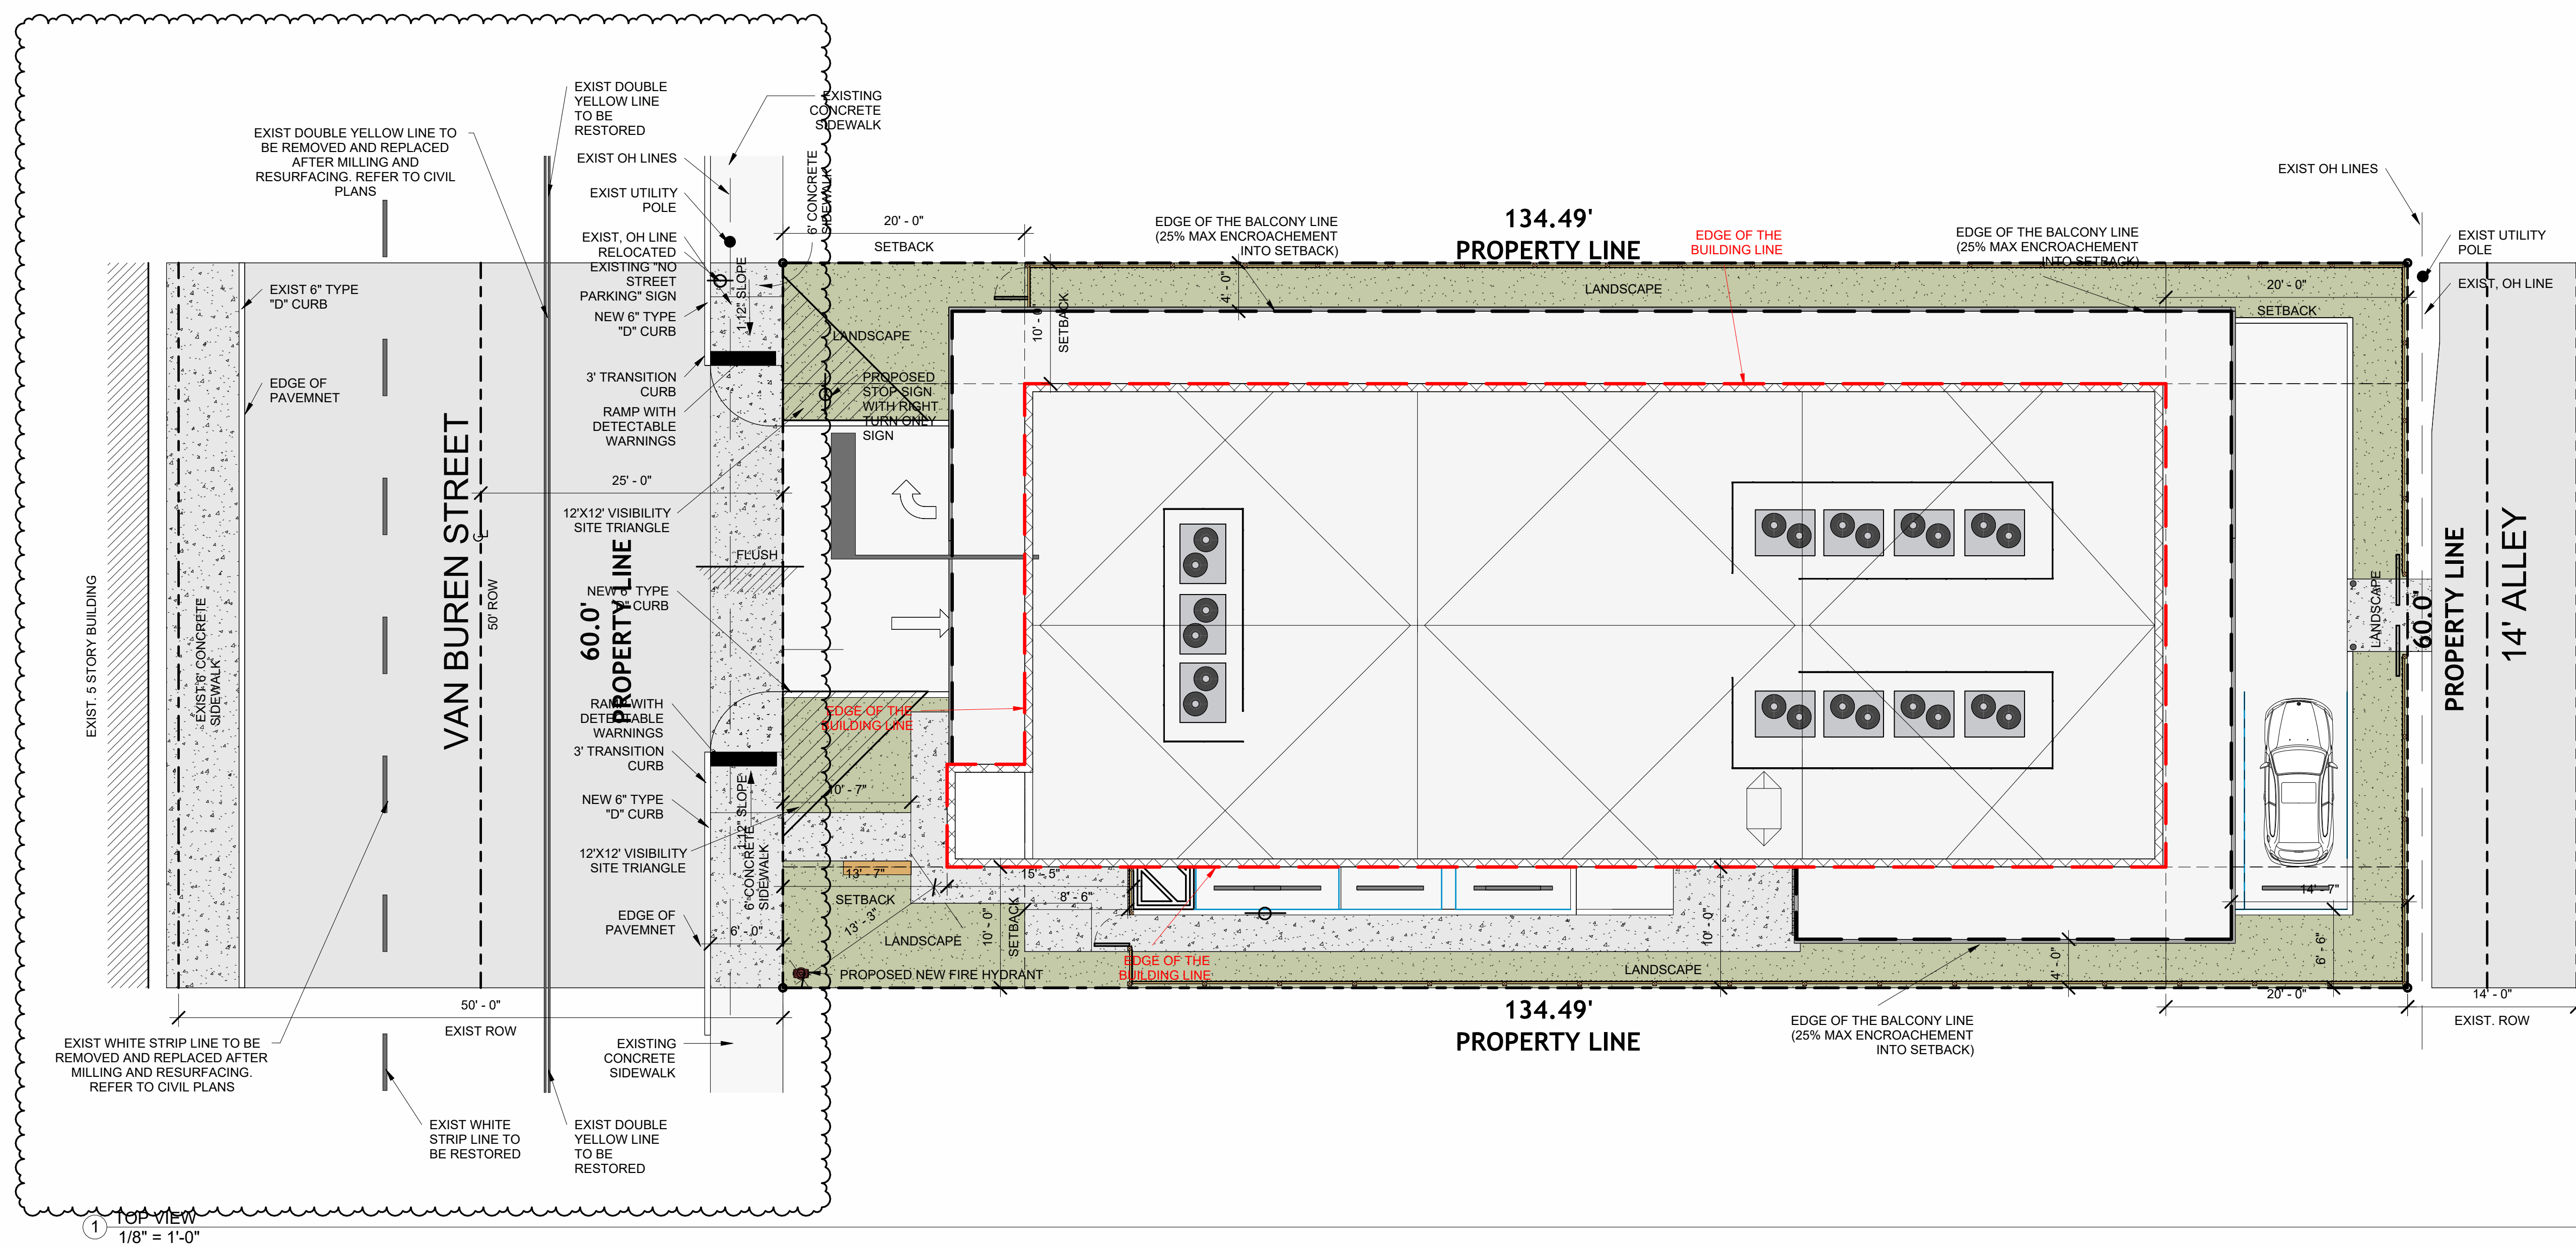 EXIST DOUBLE
YELLOW LINE
TO BE
RESTORED
EXISTING
CONCRETE
SIDEWALK
EXIST DOUBLE YELLOW LINE TO
BE REMOVED AND REPLACED
AFTER MILLING AND
RESURFACING. REFER TO CIVIL
PLANS
EXIST OH LINES
EXIST UTILITY
POLE
EXIST, OH LINE
RELOCATED
EXISTING "NO
STREET
PARKING" SIGN
NEW 6" TYPE
"D" CURB
3' TRANSITION
CURB
RAMP WITH
DETECTABLE
WARNINGS
6' CONCRETE
SIDEWALK
1:12" SLOPE
EXIST 6" TYPE
"D" CURB
EDGE OF
PAVEMNET
25' - 0"
12'X12' VISIBILITY
SITE TRIANGLE
FLUSH
NEW 6" TYPE
"D" CURB
VAN BUREN STREET
CL
50' ROW
60.0'
PROPERTY LINE
EXIST. 5 STORY BUILDING
EXIST 6' CONCRETE
SIDEWALK
RAMP WITH
DETECTABLE
WARNINGS
3' TRANSITION
CURB
NEW 6" TYPE
"D" CURB
12'X12' VISIBILITY
SITE TRIANGLE
1:12" SLOPE
6' CONCRETE
SIDEWALK
EDGE OF
PAVEMNET
6' - 0"
50' - 0"
EXIST ROW
EXISTING
CONCRETE
SIDEWALK
EXIST WHITE STRIP LINE TO BE
REMOVED AND REPLACED AFTER
MILLING AND RESURFACING.
REFER TO CIVIL PLANS
EXIST WHITE
STRIP LINE TO
BE RESTORED
EXIST DOUBLE
YELLOW LINE
TO BE
RESTORED
20' - 0"
SETBACK
EDGE OF THE BALCONY LINE
(25% MAX ENCROACHEMENT
INTO SETBACK)
134.49'
PROPERTY LINE
EDGE OF THE
BUILDING LINE
EDGE OF THE BALCONY LINE
(25% MAX ENCROACHEMENT
INTO SETBACK)
EXIST OH LINES
EXIST UTILITY
POLE
EXIST, OH LINE
LANDSCAPE
4' - 0"
10' - 0"
SETBACK
20' - 0"
SETBACK
LANDSCAPE
PROPOSED
STOP SIGN
WITH RIGHT
TURN ONLY
SIGN
EDGE OF THE
BUILDING LINE
10' - 7"
13' - 7"
SETBACK
13' - 3"
LANDSCAPE
15' - 5"
8' - 6"
10' - 0"
SETBACK
PROPOSED NEW FIRE HYDRANT
EDGE OF THE
BUILDING LINE
10' - 0"
LANDSCAPE
4' - 0"
14' - 7"
6' - 6"
LANDSCAPE
60.0'
PROPERTY LINE
14' ALLEY
20' - 0"
14' - 0"
EXIST. ROW
134.49'
PROPERTY LINE
EDGE OF THE BALCONY LINE
(25% MAX ENCROACHEMENT
INTO SETBACK)
1
TOP VIEW
1/8" = 1'-0"